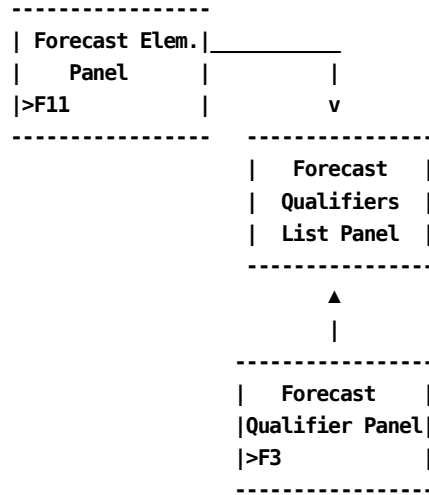 Forecast Elem.
Panel
>F11
v
Forecast
Qualifiers
List Panel
Forecast
Qualifier Panel
>F3